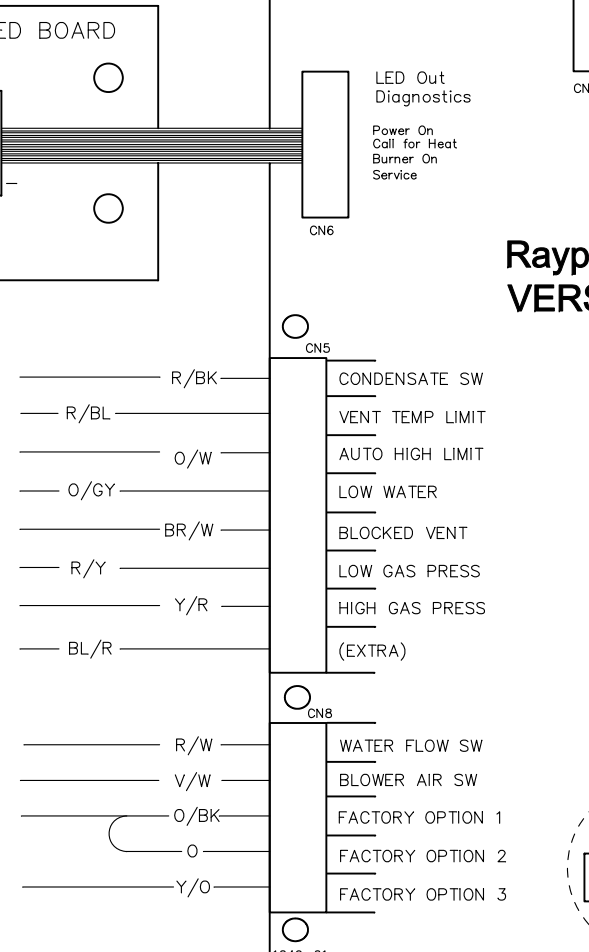 ED BOARD
LED Out
Diagnostics
Power On
Call for Heat
Burner On
Service
CN
CN6
Rayp
VERS
CN5
R/BK CONDENSATE SW
R/BL VENT TEMP LIMIT
O/W AUTO HIGH LIMIT
O/GY LOW WATER
BR/W BLOCKED VENT
R/Y LOW GAS PRESS
Y/R HIGH GAS PRESS
BL/R (EXTRA)
CN8
R/W WATER FLOW SW
V/W BLOWER AIR SW
O/BK FACTORY OPTION 1
O FACTORY OPTION 2
Y/O FACTORY OPTION 3